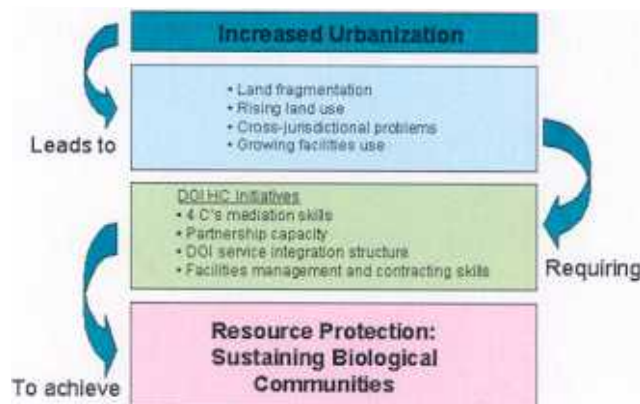 Increased Urbanization
• Land fragmentation
• Rising land use
• Cross-jurisdictional problems
• Growing facilities use
Leads to
DOI HC Initiatives
• 4 C's mediation skills
• Partnership capacity
• DOI service integration structure
• Facilities management and contracting skills
Requiring
Resource Protection:
Sustaining Biological
Communities
To achieve